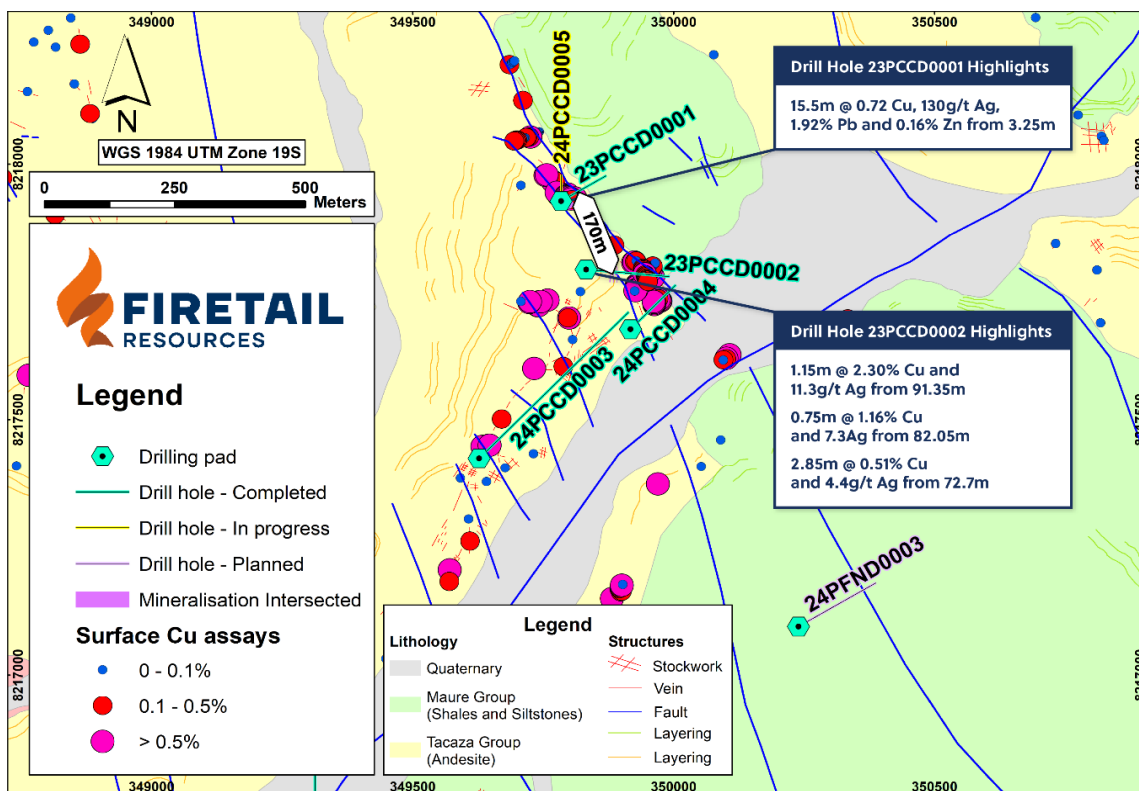 349000
349500
350000
350500
N
WGS 1984 UTM Zone 19S
0 250 500
Meters
8218000
8217500
8217000
FIRETAIL
RESOURCES
Legend
Drilling pad
Drill hole - Completed
Drill hole - In progress
Drill hole - Planned
Mineralisation Intersected
Surface Cu assays
0 - 0.1%
0.1 - 0.5%
> 0.5%
24PCCD0005
23PCCD0001
170m
23PCCD0002
24PCCD0004
24PCCD0003
24PFND0003
Drill Hole 23PCCD0001 Highlights
15.5m @ 0.72 Cu, 130g/t Ag,
1.92% Pb and 0.16% Zn from 3.25m
Drill Hole 23PCCD0002 Highlights
1.15m @ 2.30% Cu and
11.3g/t Ag from 91.35m
0.75m @ 1.16% Cu
and 7.3Ag from 82.05m
2.85m @ 0.51% Cu
and 4.4g/t Ag from 72.7m
Legend
Lithology
Quaternary
Maure Group
(Shales and Siltstones)
Tacaza Group
(Andesite)
Structures
Stockwork
Vein
Fault
Layering
Layering
8218000
8217500
8217000
349000
349500
350000
350500